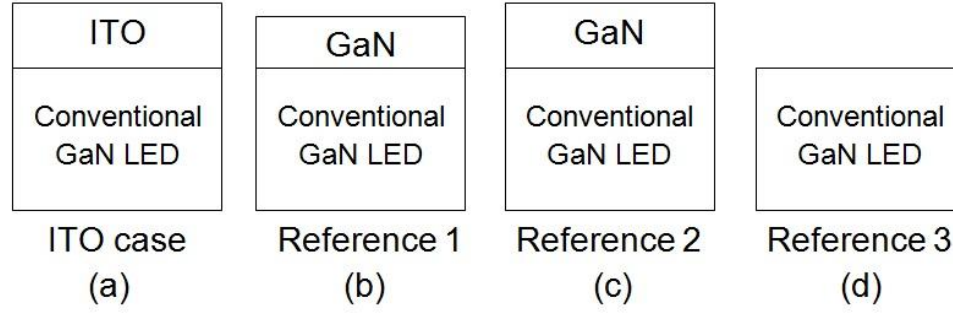 ITO
Conventional
GaN LED
ITO case
(a)
GaN
Conventional
GaN LED
Reference 1
(b)
GaN
Conventional
GaN LED
Reference 2
(c)
Conventional
GaN LED
Reference 3
(d)